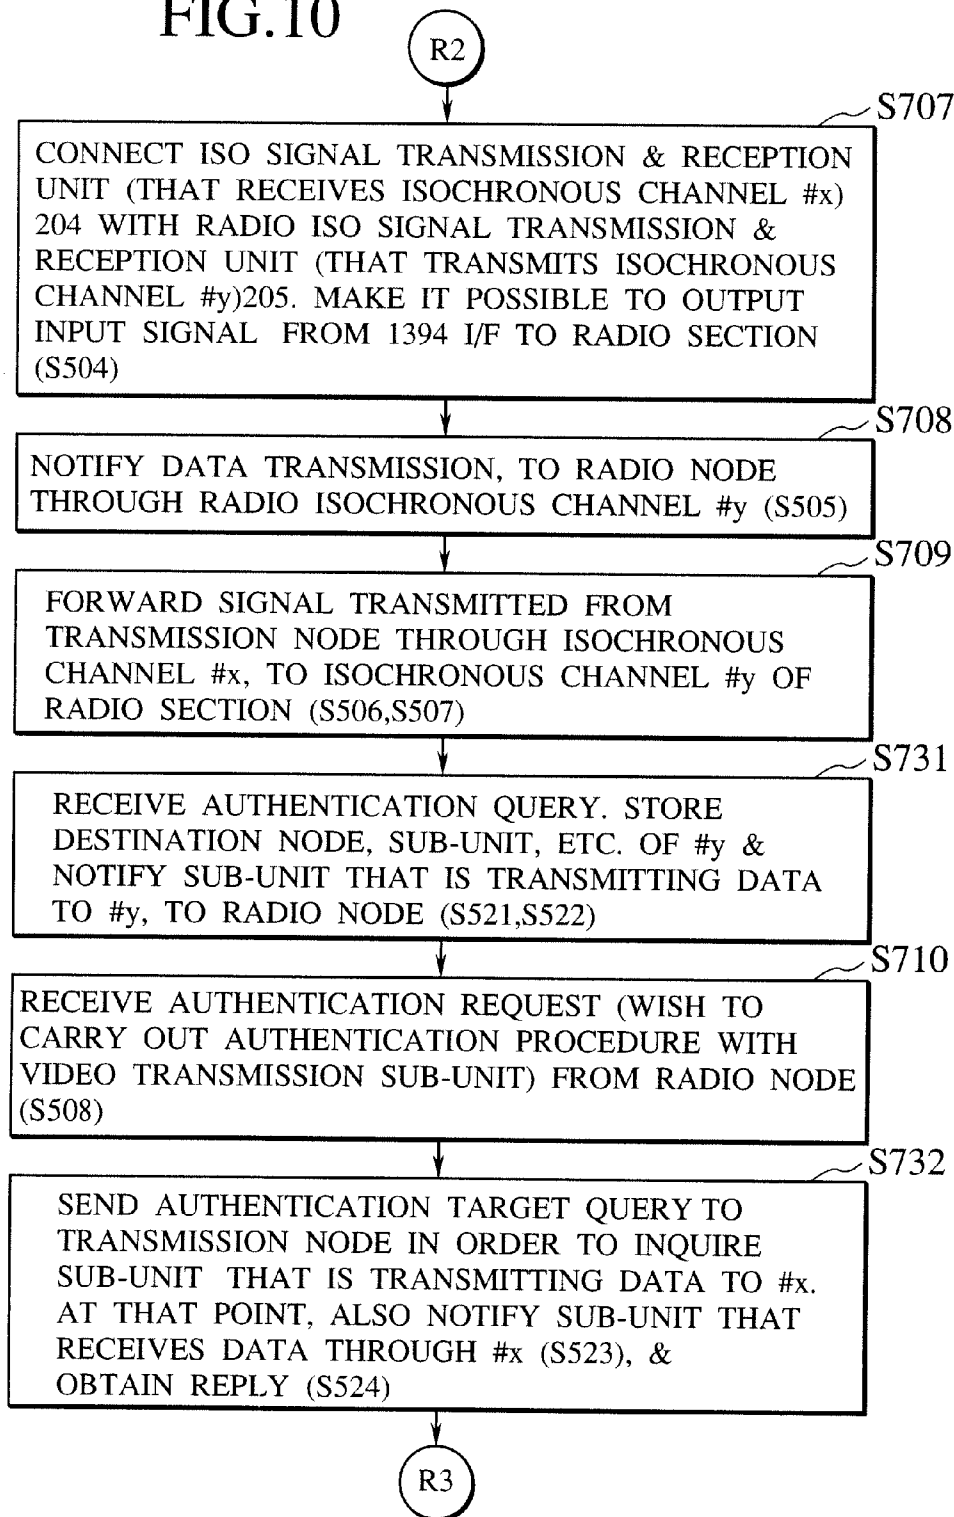 FIG.10
R2
S707
CONNECT ISO SIGNAL TRANSMISSION & RECEPTION
UNIT (THAT RECEIVES ISOCHRONOUS CHANNEL #x)
204 WITH RADIO ISO SIGNAL TRANSMISSION &
RECEPTION UNIT (THAT TRANSMITS ISOCHRONOUS
CHANNEL #y)205. MAKE IT POSSIBLE TO OUTPUT
INPUT SIGNAL FROM 1394 I/F TO RADIO SECTION
(S504)
S708
NOTIFY DATA TRANSMISSION, TO RADIO NODE
THROUGH RADIO ISOCHRONOUS CHANNEL #y (S505)
S709
FORWARD SIGNAL TRANSMITTED FROM
TRANSMISSION NODE THROUGH ISOCHRONOUS
CHANNEL #x, TO ISOCHRONOUS CHANNEL #y OF
RADIO SECTION (S506,S507)
S731
RECEIVE AUTHENTICATION QUERY. STORE
DESTINATION NODE, SUB-UNIT, ETC. OF #y &
NOTIFY SUB-UNIT THAT IS TRANSMITTING DATA
TO #y, TO RADIO NODE (S521,S522)
S710
RECEIVE AUTHENTICATION REQUEST (WISH TO
CARRY OUT AUTHENTICATION PROCEDURE WITH
VIDEO TRANSMISSION SUB-UNIT) FROM RADIO NODE
(S508)
S732
SEND AUTHENTICATION TARGET QUERY TO
TRANSMISSION NODE IN ORDER TO INQUIRE
SUB-UNIT THAT IS TRANSMITTING DATA TO #x.
AT THAT POINT, ALSO NOTIFY SUB-UNIT THAT
RECEIVES DATA THROUGH #x (S523), &
OBTAIN REPLY (S524)
R3